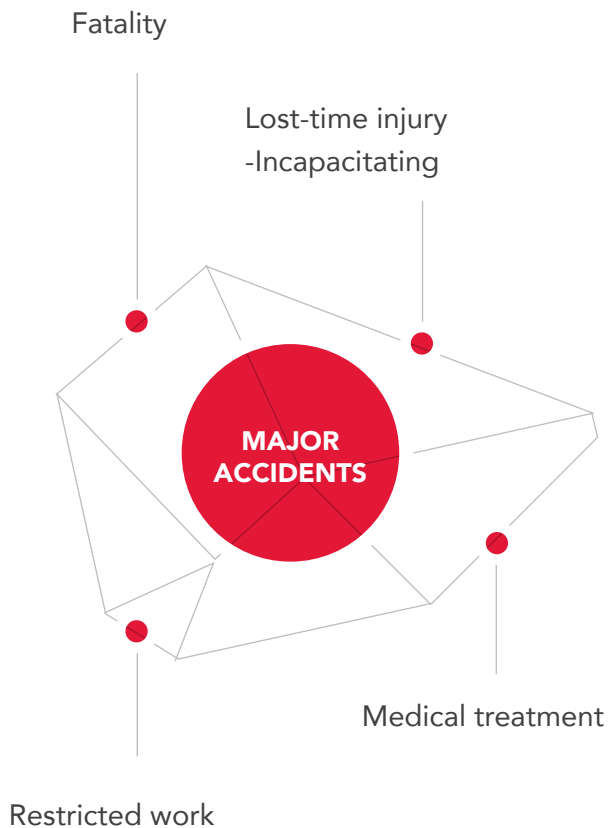 Fatality
Lost-time injury
-Incapacitating
MAJOR
ACCIDENTS
Medical treatment
Restricted work